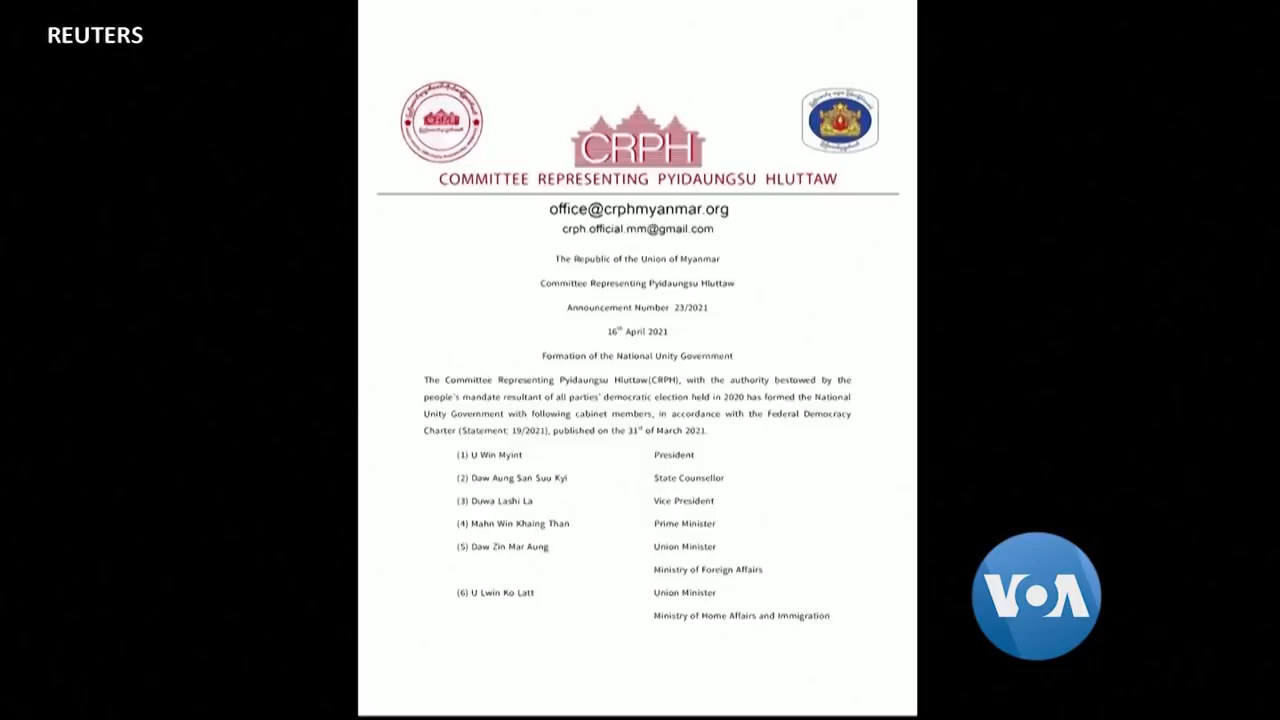 REUTERS
CRPH
CRPH
COMMITTEE REPRESENTING PYIDAUNGSU HLUTTAW
office@crphmyanmar.org
crph.official.mm@gmail.com
The Republic of the Union of Myanmar
Committee Representing Pyidaungsu Hluttaw
Announcement Number 23/2021
16th April 2021
Formation of the National Unity Government
The Committee Representing Pyidaungsu Hluttaw(CRPH), with the authority bestowed by the
people's mandate resultant of all parties' democratic election held in 2020 has formed the National
Unity Government with following cabinet members, in accordance with the Federal Democracy
Charter (Statement; 19/2021), published on the 31st of March 2021.
(1) U Win Myint President
(2) Daw Aung San Suu Kyi State Counsellor
(3) Duwa Lashi La Vice President
(4) Mahn Win Khaing Than Prime Minister
(5) Daw Zin Mar Aung Union Minister
Ministry of Foreign Affairs
(6) U Lwin Ko Latt Union Minister
Ministry of Home Affairs and Immigration
VOA